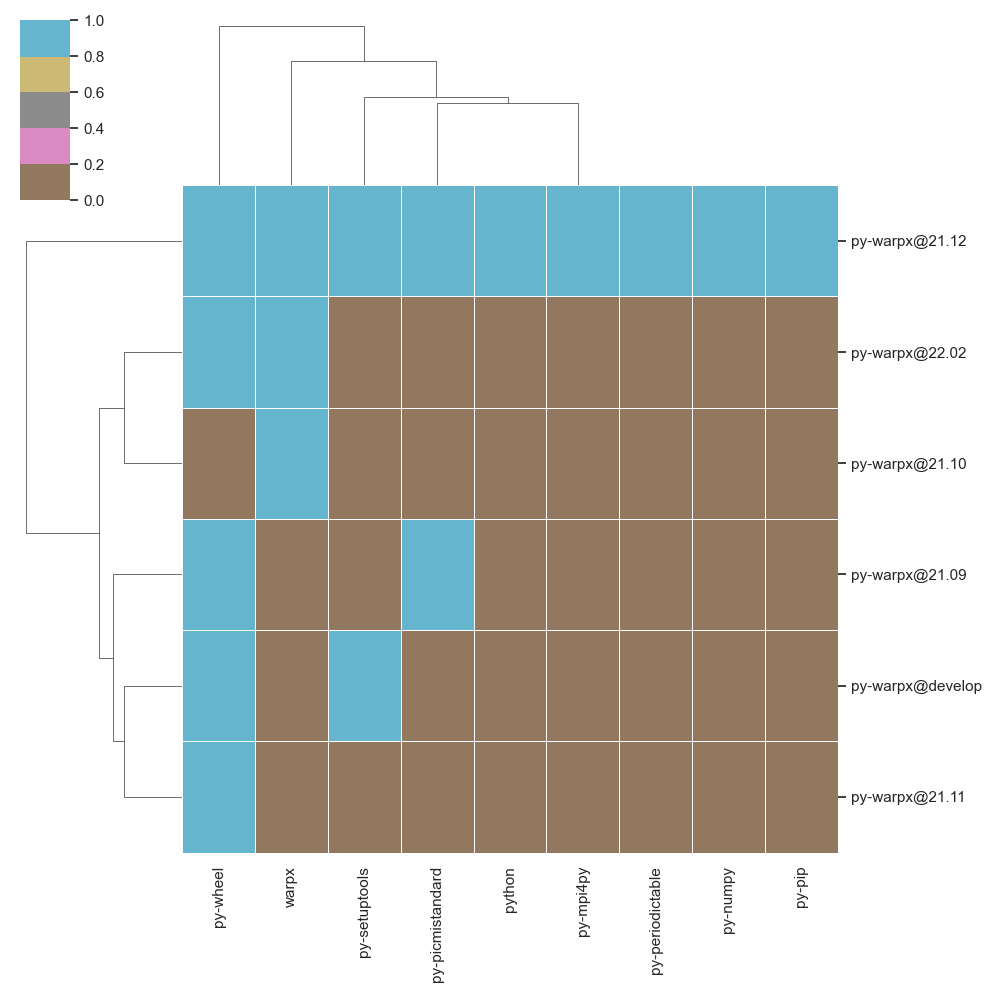 1.0
0.8
0.6
0.4
0.2
0.0
py-warpx@21.12
py-warpx@22.02
py-warpx@21.10
py-warpx@21.09
py-warpx@develop
py-warpx@21.11
py-wheel
warpx
py-setuptools
py-picmistandard
python
py-mpi4py
py-periodictable
py-numpy
py-pip